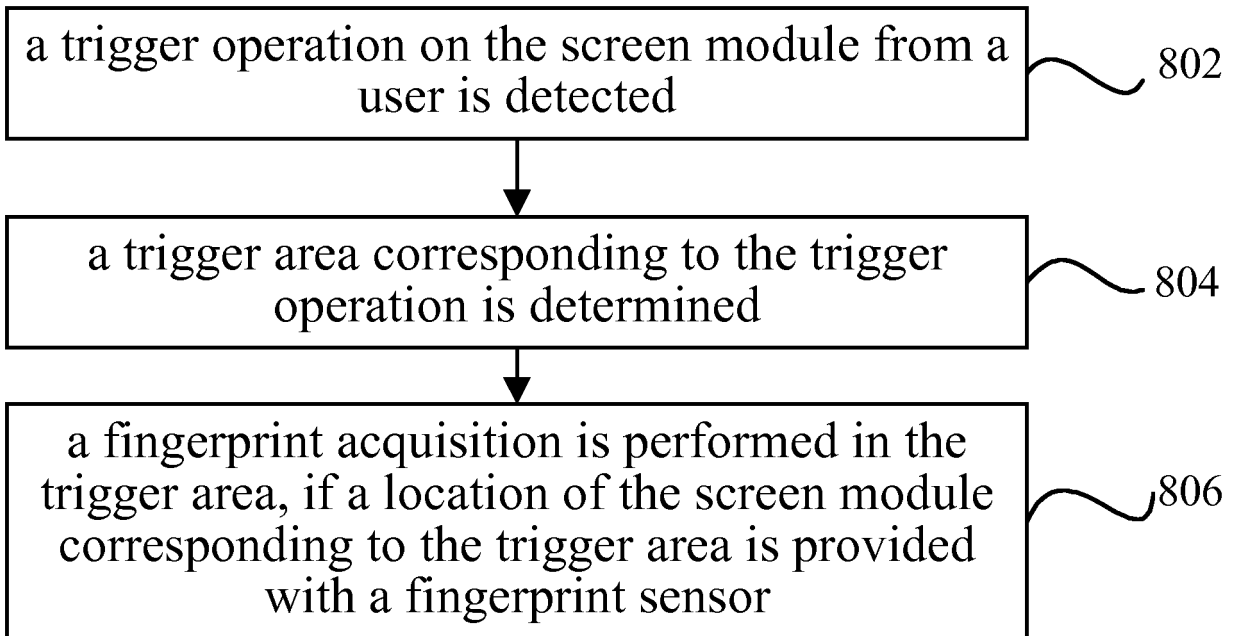 a trigger operation on the screen module from a
user is detected
802
a trigger area corresponding to the trigger
operation is determined
804
a fingerprint acquisition is performed in the
trigger area, if a location of the screen module
corresponding to the trigger area is provided
with a fingerprint sensor
806